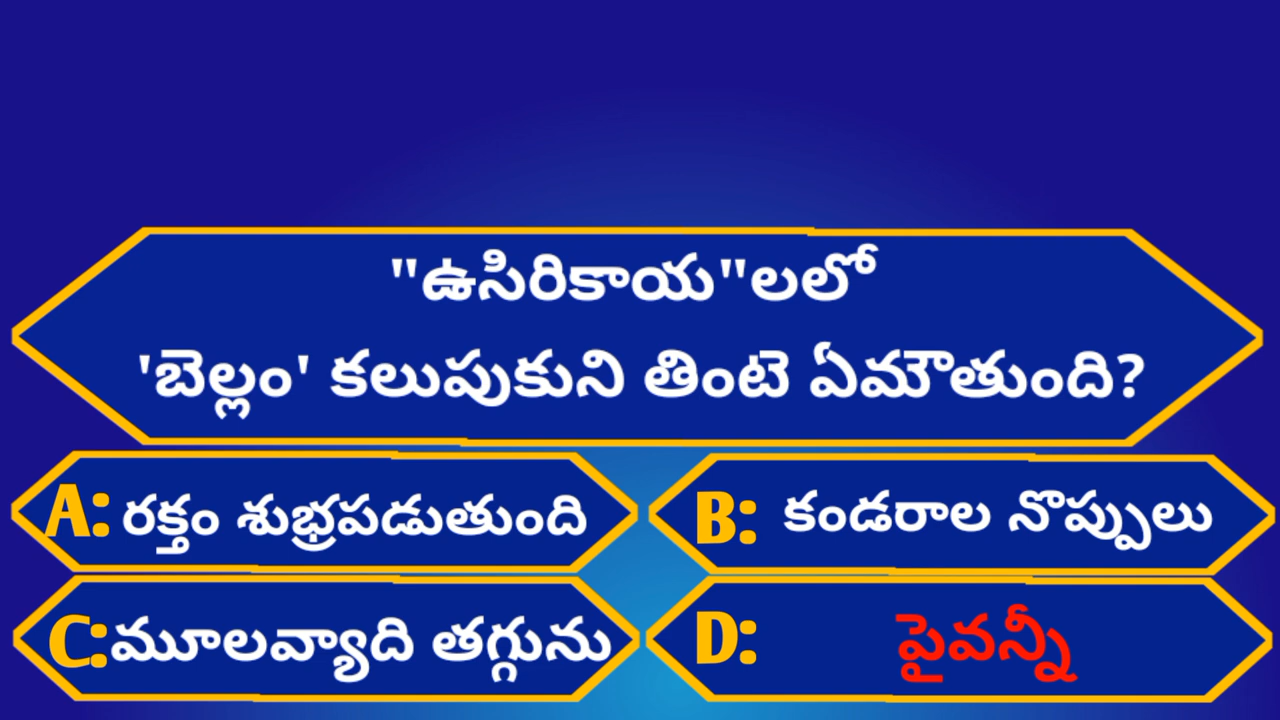 "ఉసిరికాయ"లలో
'బెల్లం' కలుపుకుని తింటె ఏమౌతుంది?
A: రక్తం శుభ్రపడుతుంది
B: కండరాల నొప్పులు
C: మూలవ్యాది తగ్గును
D: పైవన్నీ